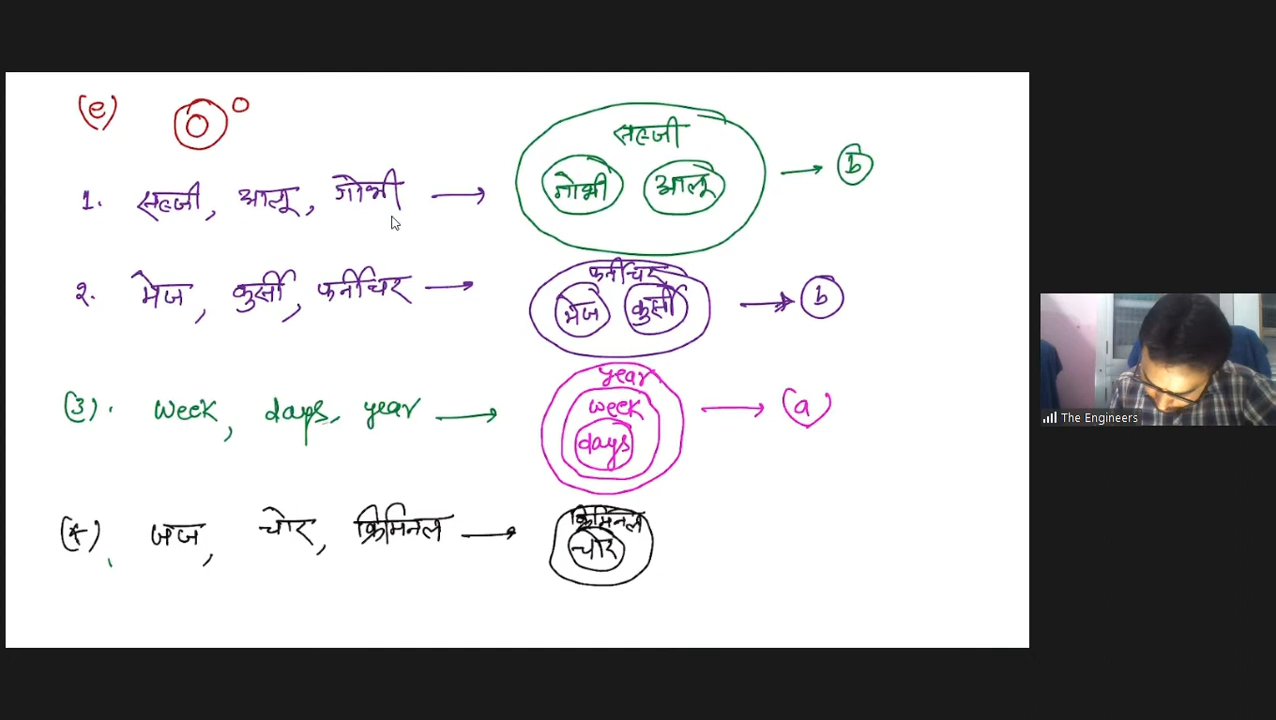 (e)
सब्जी
1. सब्जी, आलू, गोभी → गोभी आलू → b
फर्नीचर
2. मेज, कुर्सी, फर्नीचर → मेज कुर्सी → b
year
(3). week, days, year → week → (a)
days
The Engineers
क्रिमिनल
(4) जज, चोर, क्रिमिनल → चोर